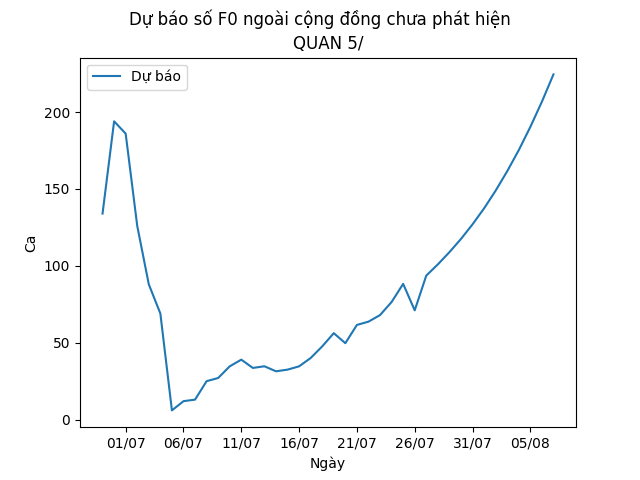 Dự báo số F0 ngoài cộng đồng chưa phát hiện
QUAN 5/
Dự báo
Ca
200
150
100
50
0
01/07 06/07 11/07 16/07 21/07 26/07 31/07 05/08
Ngày